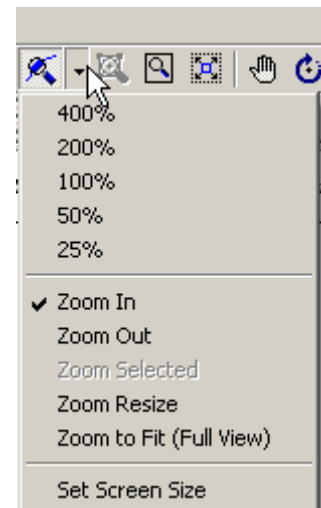 400%
200%
100%
50%
25%
Zoom In
Zoom Out
Zoom Selected
Zoom Resize
Zoom to Fit (Full View)
Set Screen Size